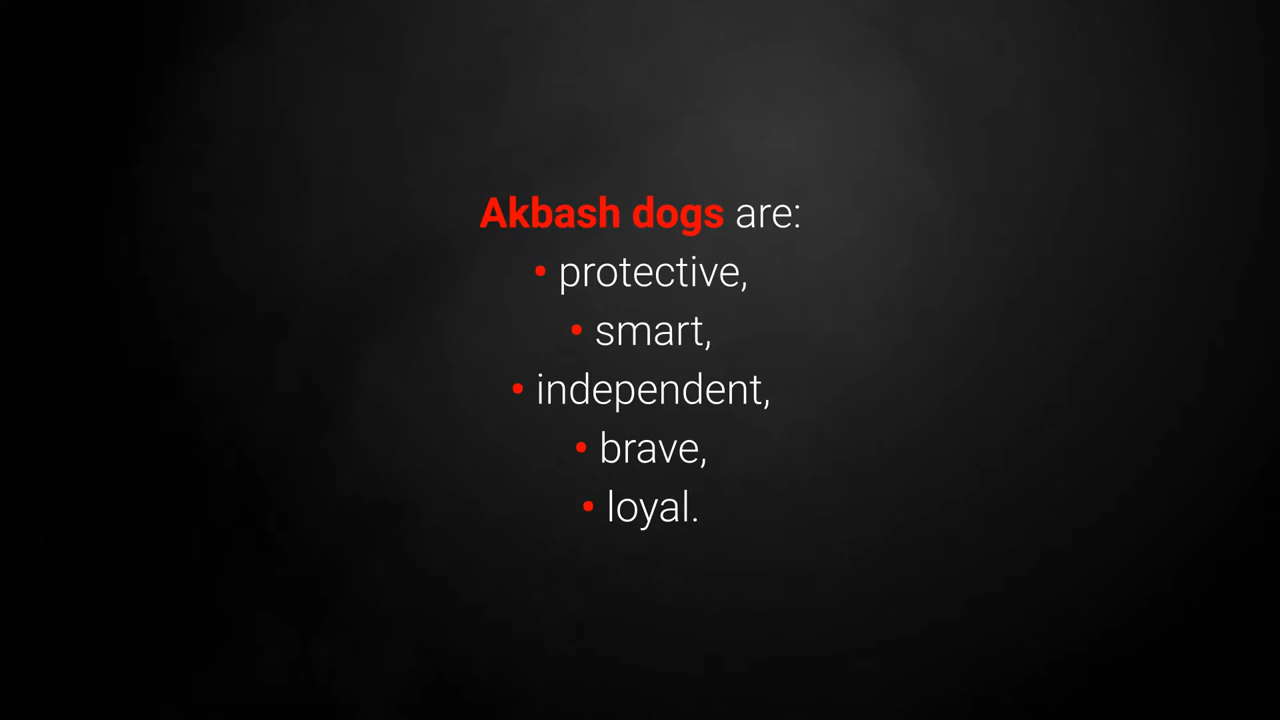 Akbash dogs are:
• protective,
• smart,
• independent,
• brave,
• loyal.